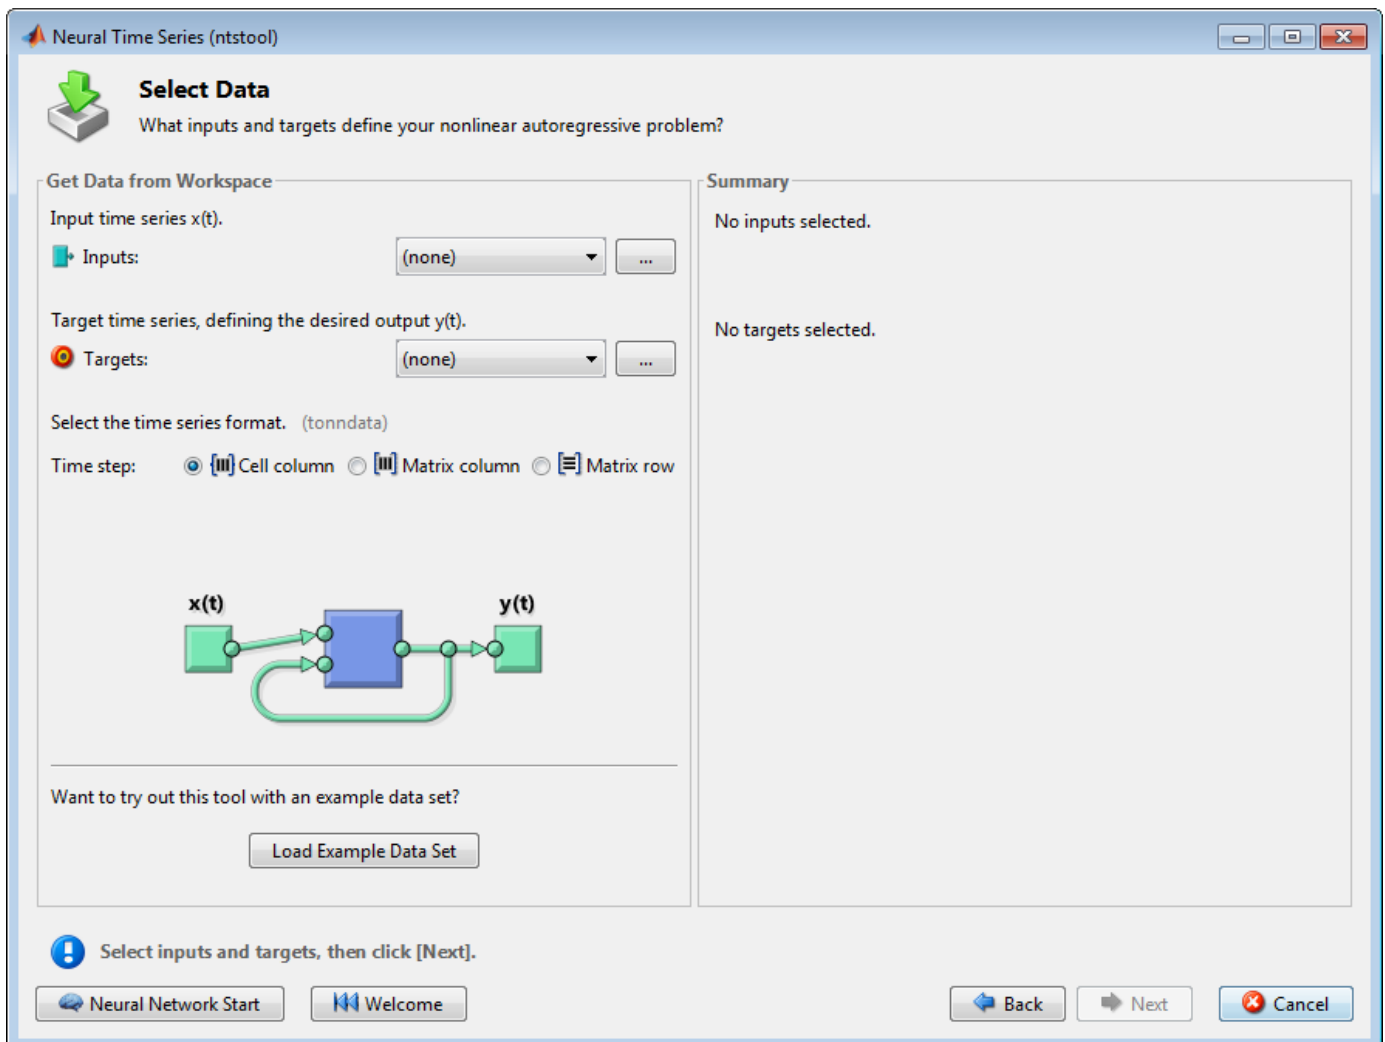 Neural Time Series (ntstool)
Select Data
What inputs and targets define your nonlinear autoregressive problem?
Get Data from Workspace
Input time series x(t).
Inputs: (none) ...
Target time series, defining the desired output y(t).
Targets: (none) ...
Select the time series format. (tonndata)
Time step: Cell column Matrix column Matrix row
x(t) y(t)
Want to try out this tool with an example data set?
Load Example Data Set
Summary
No inputs selected.
No targets selected.
Select inputs and targets, then click [Next].
Neural Network Start Welcome Back Next Cancel